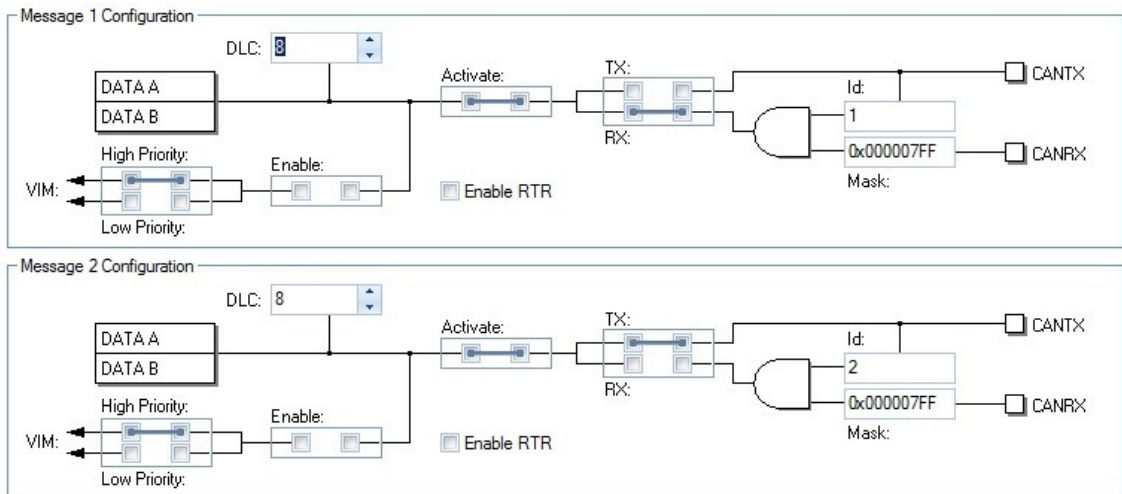 Message 1 Configuration
DLC: 8
DATA A
DATA B
Activate:
TX:
RX:
CANTX
Id:
1
0x000007FF
Mask:
CANRX
High Priority:
VIM:
Low Priority:
Enable:
Enable RTR
Message 2 Configuration
DLC: 8
DATA A
DATA B
Activate:
TX:
RX:
CANTX
Id:
2
0x000007FF
Mask:
CANRX
High Priority:
VIM:
Low Priority:
Enable:
Enable RTR